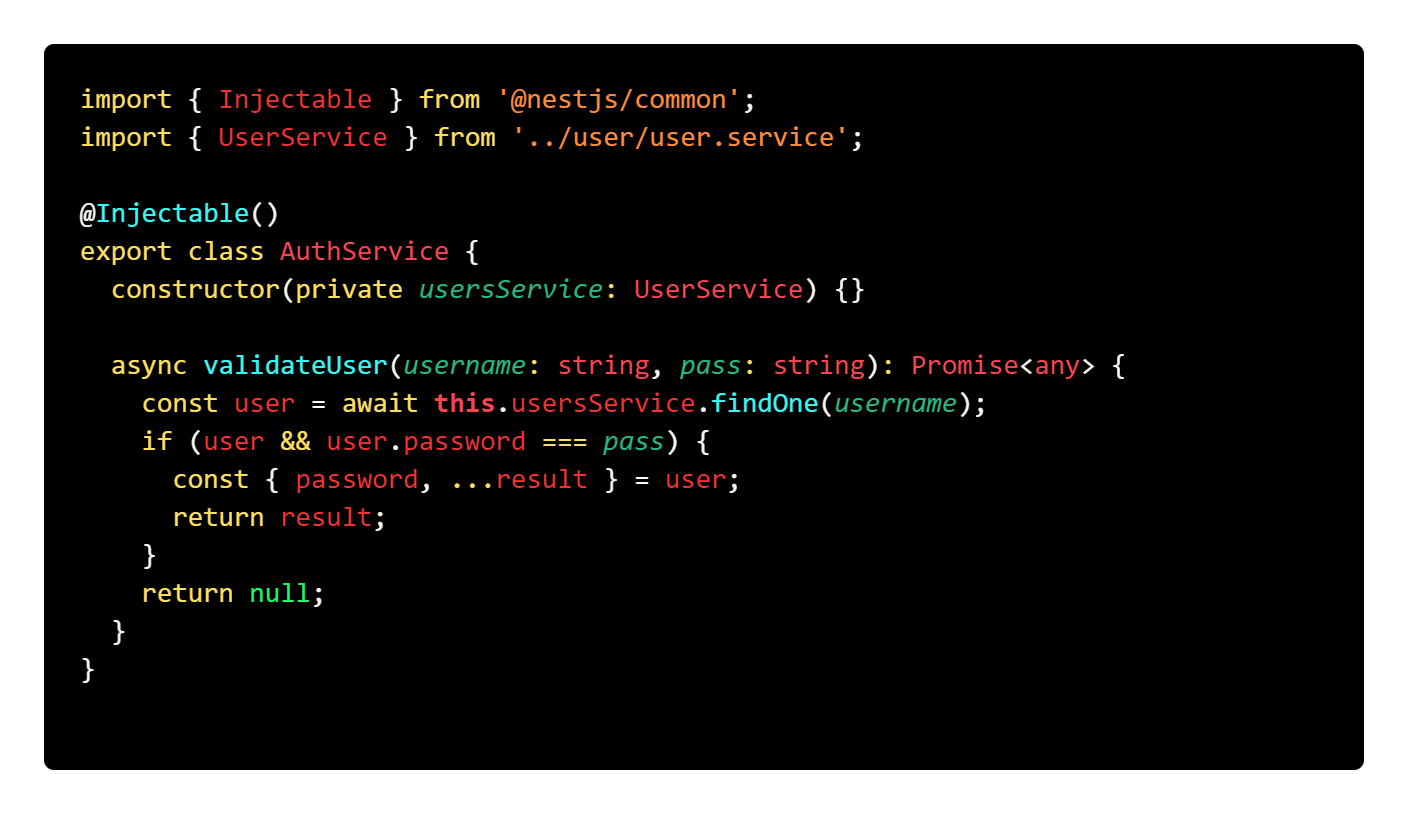 import { Injectable } from '@nestjs/common';
import { UserService } from '../user/user.service';

@Injectable()
export class AuthService {
  constructor(private usersService: UserService) {}

  async validateUser(username: string, pass: string): Promise<any> {
    const user = await this.usersService.findOne(username);
    if (user && user.password === pass) {
      const { password, ...result } = user;
      return result;
    }
    return null;
  }
}